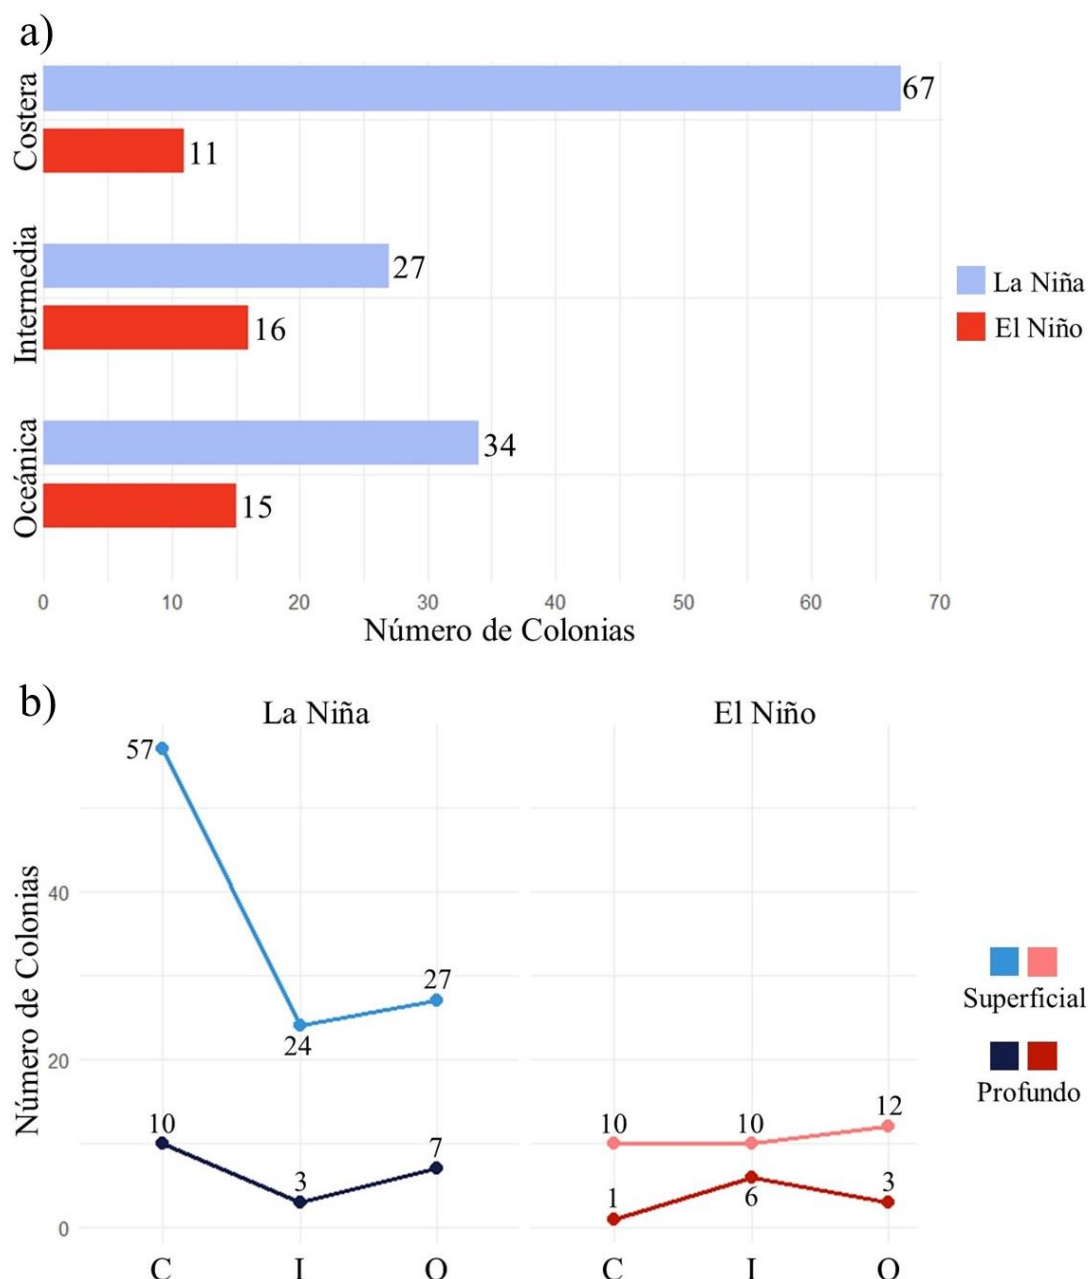 a)
Costera
67
11
Intermedia
27
16
Oceánica
34
15
La Niña
El Niño
0 10 20 30 40 50 60 70
Número de Colonias
b)
La Niña El Niño
Número de Colonias
40
20
0
57
24
27
10
3
7
10
10
12
1
6
3
C I O C I O
Superficial
Profundo